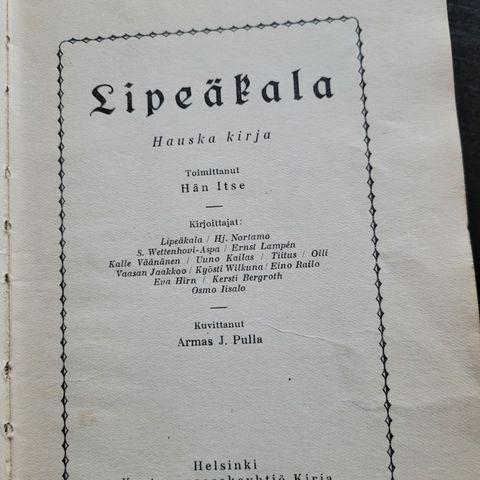 Lipeäkala
Hauska kirja
Toimittanut
Hän Itse
Kirjoittajat:
Lipeäkala / Hj. Nortamo
S. Wettenhovi-Aspa / Ernst Lampén
Kalle Väänänen / Uuno Kailas / Tiitus / Olli
Vaasan Jaakkoo / Kyösti Wilkuna / Eino Railo
Eva Hirn / Kersti Bergroth
Osmo Iisalo
Kuvittanut
Armas J. Pulla
Helsinki
Kirja